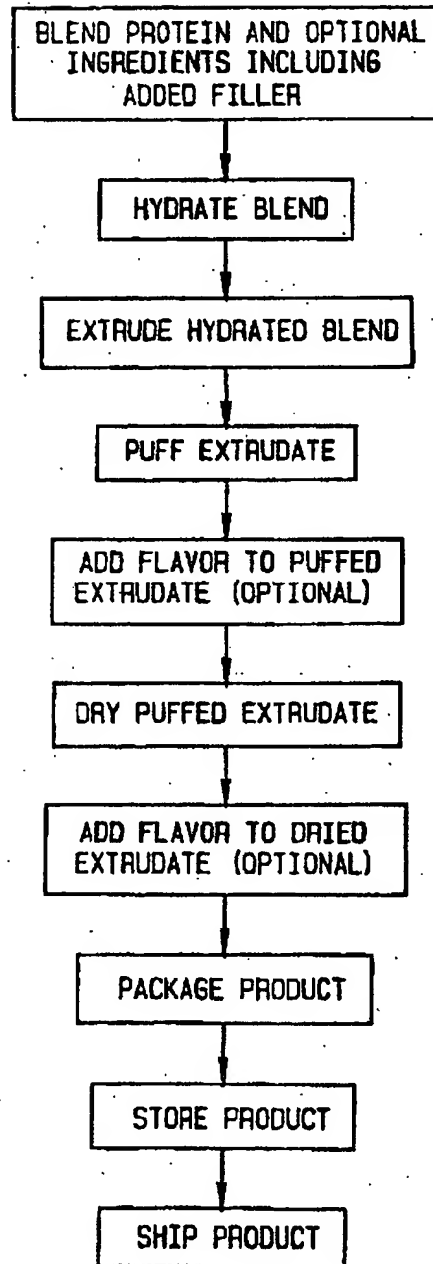 BLEND PROTEIN AND OPTIONAL
INGREDIENTS INCLUDING
ADDED FILLER
HYDRATE BLEND
EXTRUDE HYDRATED BLEND
PUFF EXTRUDATE
ADD FLAVOR TO PUFFED
EXTRUDATE (OPTIONAL)
DRY PUFFED EXTRUDATE
ADD FLAVOR TO DRIED
EXTRUDATE (OPTIONAL)
PACKAGE PRODUCT
STORE PRODUCT
SHIP PRODUCT